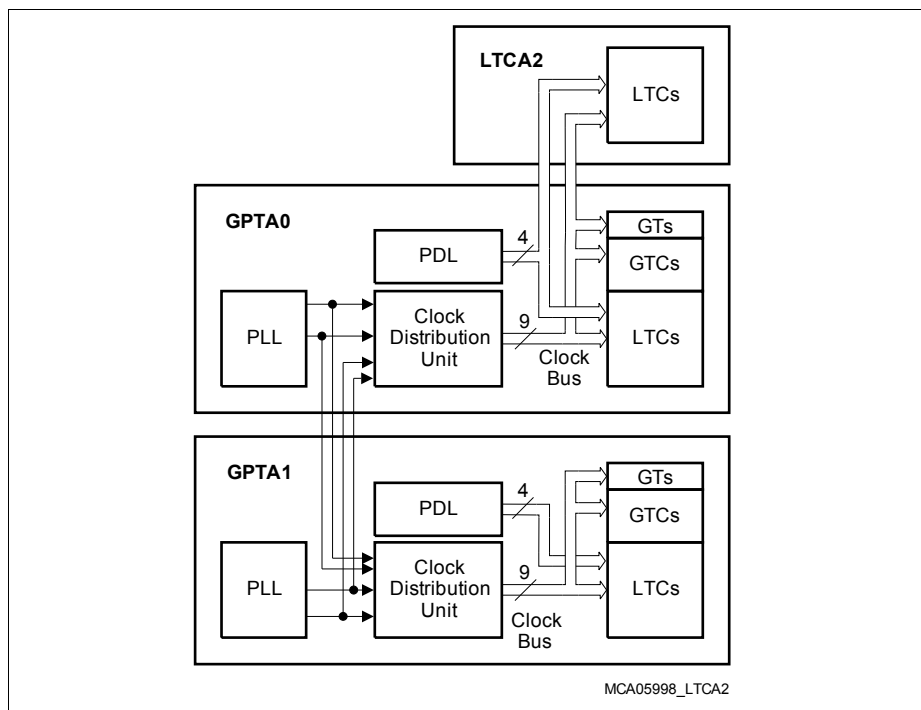 LTCA2
LTCs
GPTA0
PDL
4
GTs
GTCs
PLL
Clock
Distribution
Unit
9
Clock
Bus
LTCs
GPTA1
PDL
4
GTs
GTCs
PLL
Clock
Distribution
Unit
9
Clock
Bus
LTCs
MCA05998_LTCA2